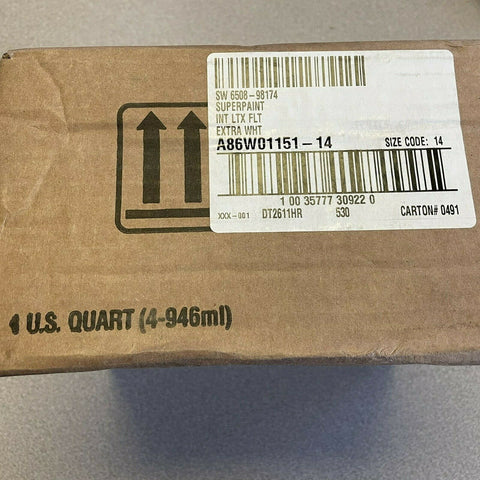 SW 6508-98174
SUPERPAINT
INT LTX FLT
EXTRA WHT
A86W01151-14 SIZE CODE: 14
1 00 35777 30922 0
XXX-001 DT2611HR 530 CARTON# 0491
4 U.S. QUART (4-946ml)